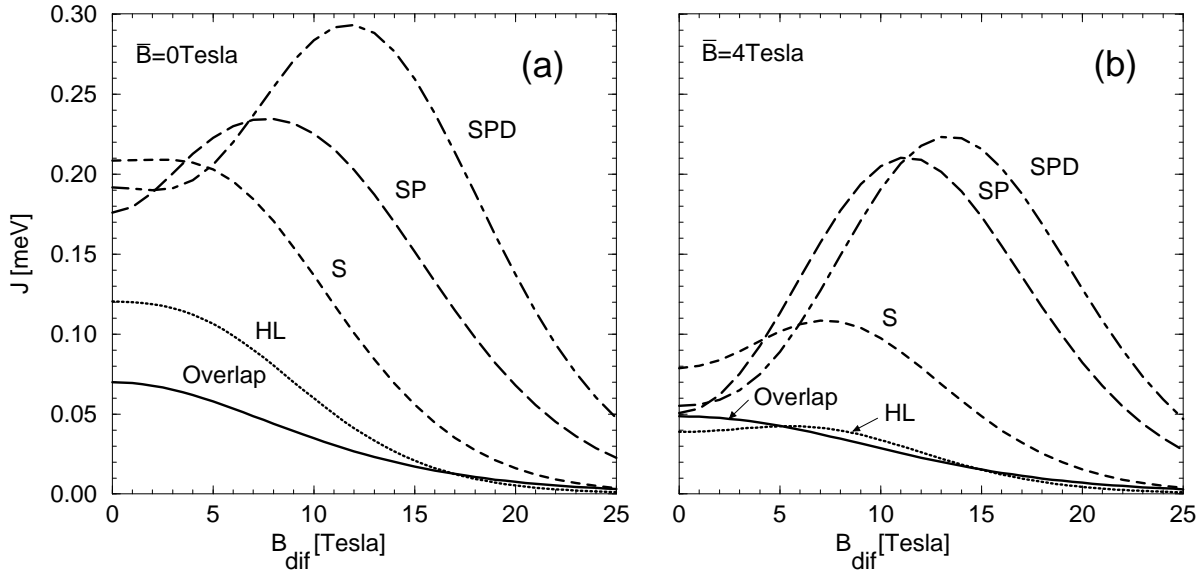 0.30
0.25
0.20
0.15
0.10
0.05
0.00
J [meV]
B̅=0Tesla
(a)
SPD
SP
S
HL
Overlap
0 5 10 15 20 25
B_dif [Tesla]
B̅=4Tesla
(b)
SPD
SP
S
Overlap
HL
0 5 10 15 20 25
B_dif [Tesla]